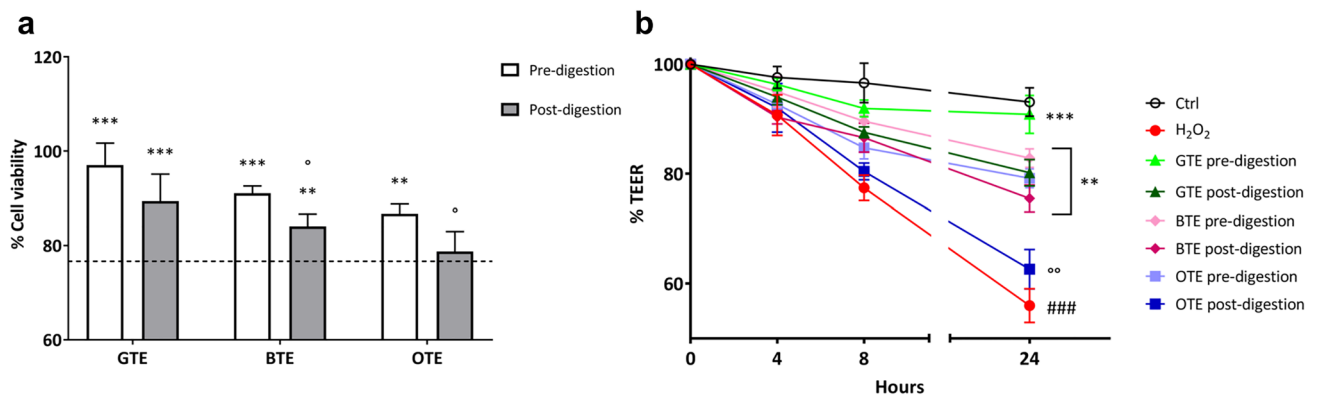 a
% Cell viability
120
100
80
60
***
***
***
°
**
**
°
GTE
BTE
OTE
Pre-digestion
Post-digestion
b
% TEER
100
80
60
0
4
8
24
Hours
***
**
°°
###
Ctrl
H₂O₂
GTE pre-digestion
GTE post-digestion
BTE pre-digestion
BTE post-digestion
OTE pre-digestion
OTE post-digestion